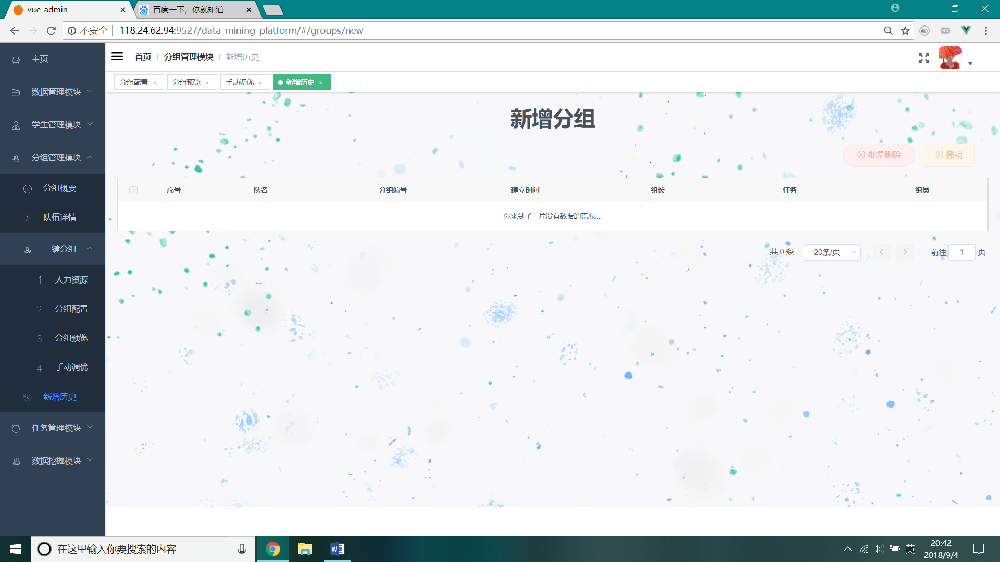 vue-admin
百度一下，你就知道
不安全
118.24.62.94:9527/data_mining_platform/#/groups/new
HD
主页
数据管理模块
学生管理模块
分组管理模块
分组概要
队伍详情
一键分组
1 人力资源
2 分组配置
3 分组预览
4 手动调优
新增历史
任务管理模块
数据挖掘模块
首页 / 分组管理模块 / 新增历史
分组配置 ×
分组预览 ×
手动调优 ×
新增历史 ×
新增分组
批量删除
撤销
序号 队名 分组编号 建立时间 组长 任务 组员
你来到了一片没有数据的荒原....
共 0 条 20条/页 前往 1 页
在这里输入你要搜索的内容
英
20:42
2018/9/4